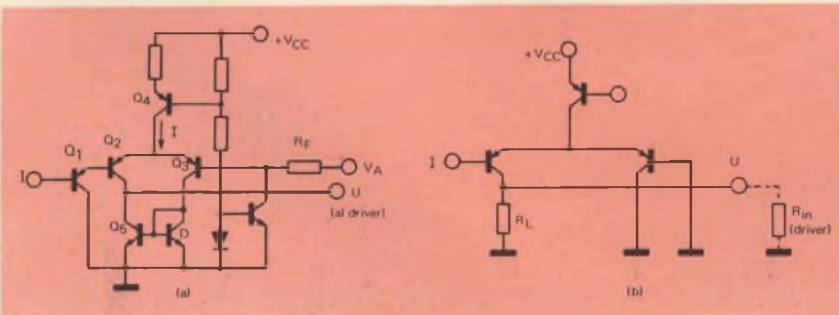 +VCC
Q4
I
Q1
Q2
Q3
RF
VA
I
U
(al driver)
Q5
D
(a)
+VCC
I
U
RL
Rin
(driver)
(b)